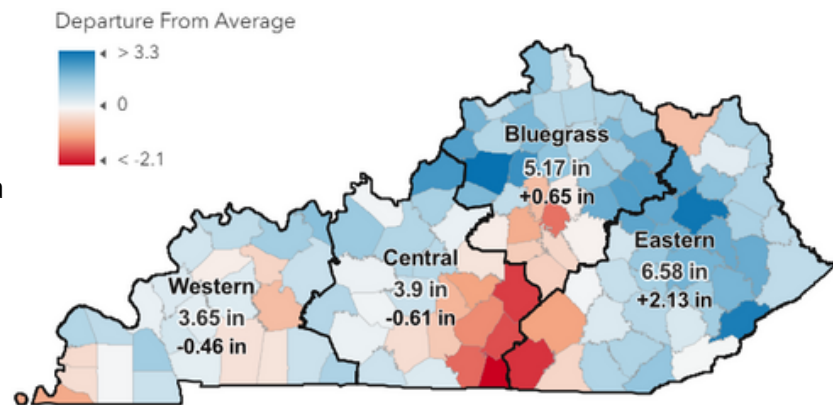 Departure From Average
> 3.3
0
< -2.1
Bluegrass
5.17 in
+0.65 in
Eastern
6.58 in
+2.13 in
Central
3.9 in
-0.61 in
Western
3.65 in
-0.46 in